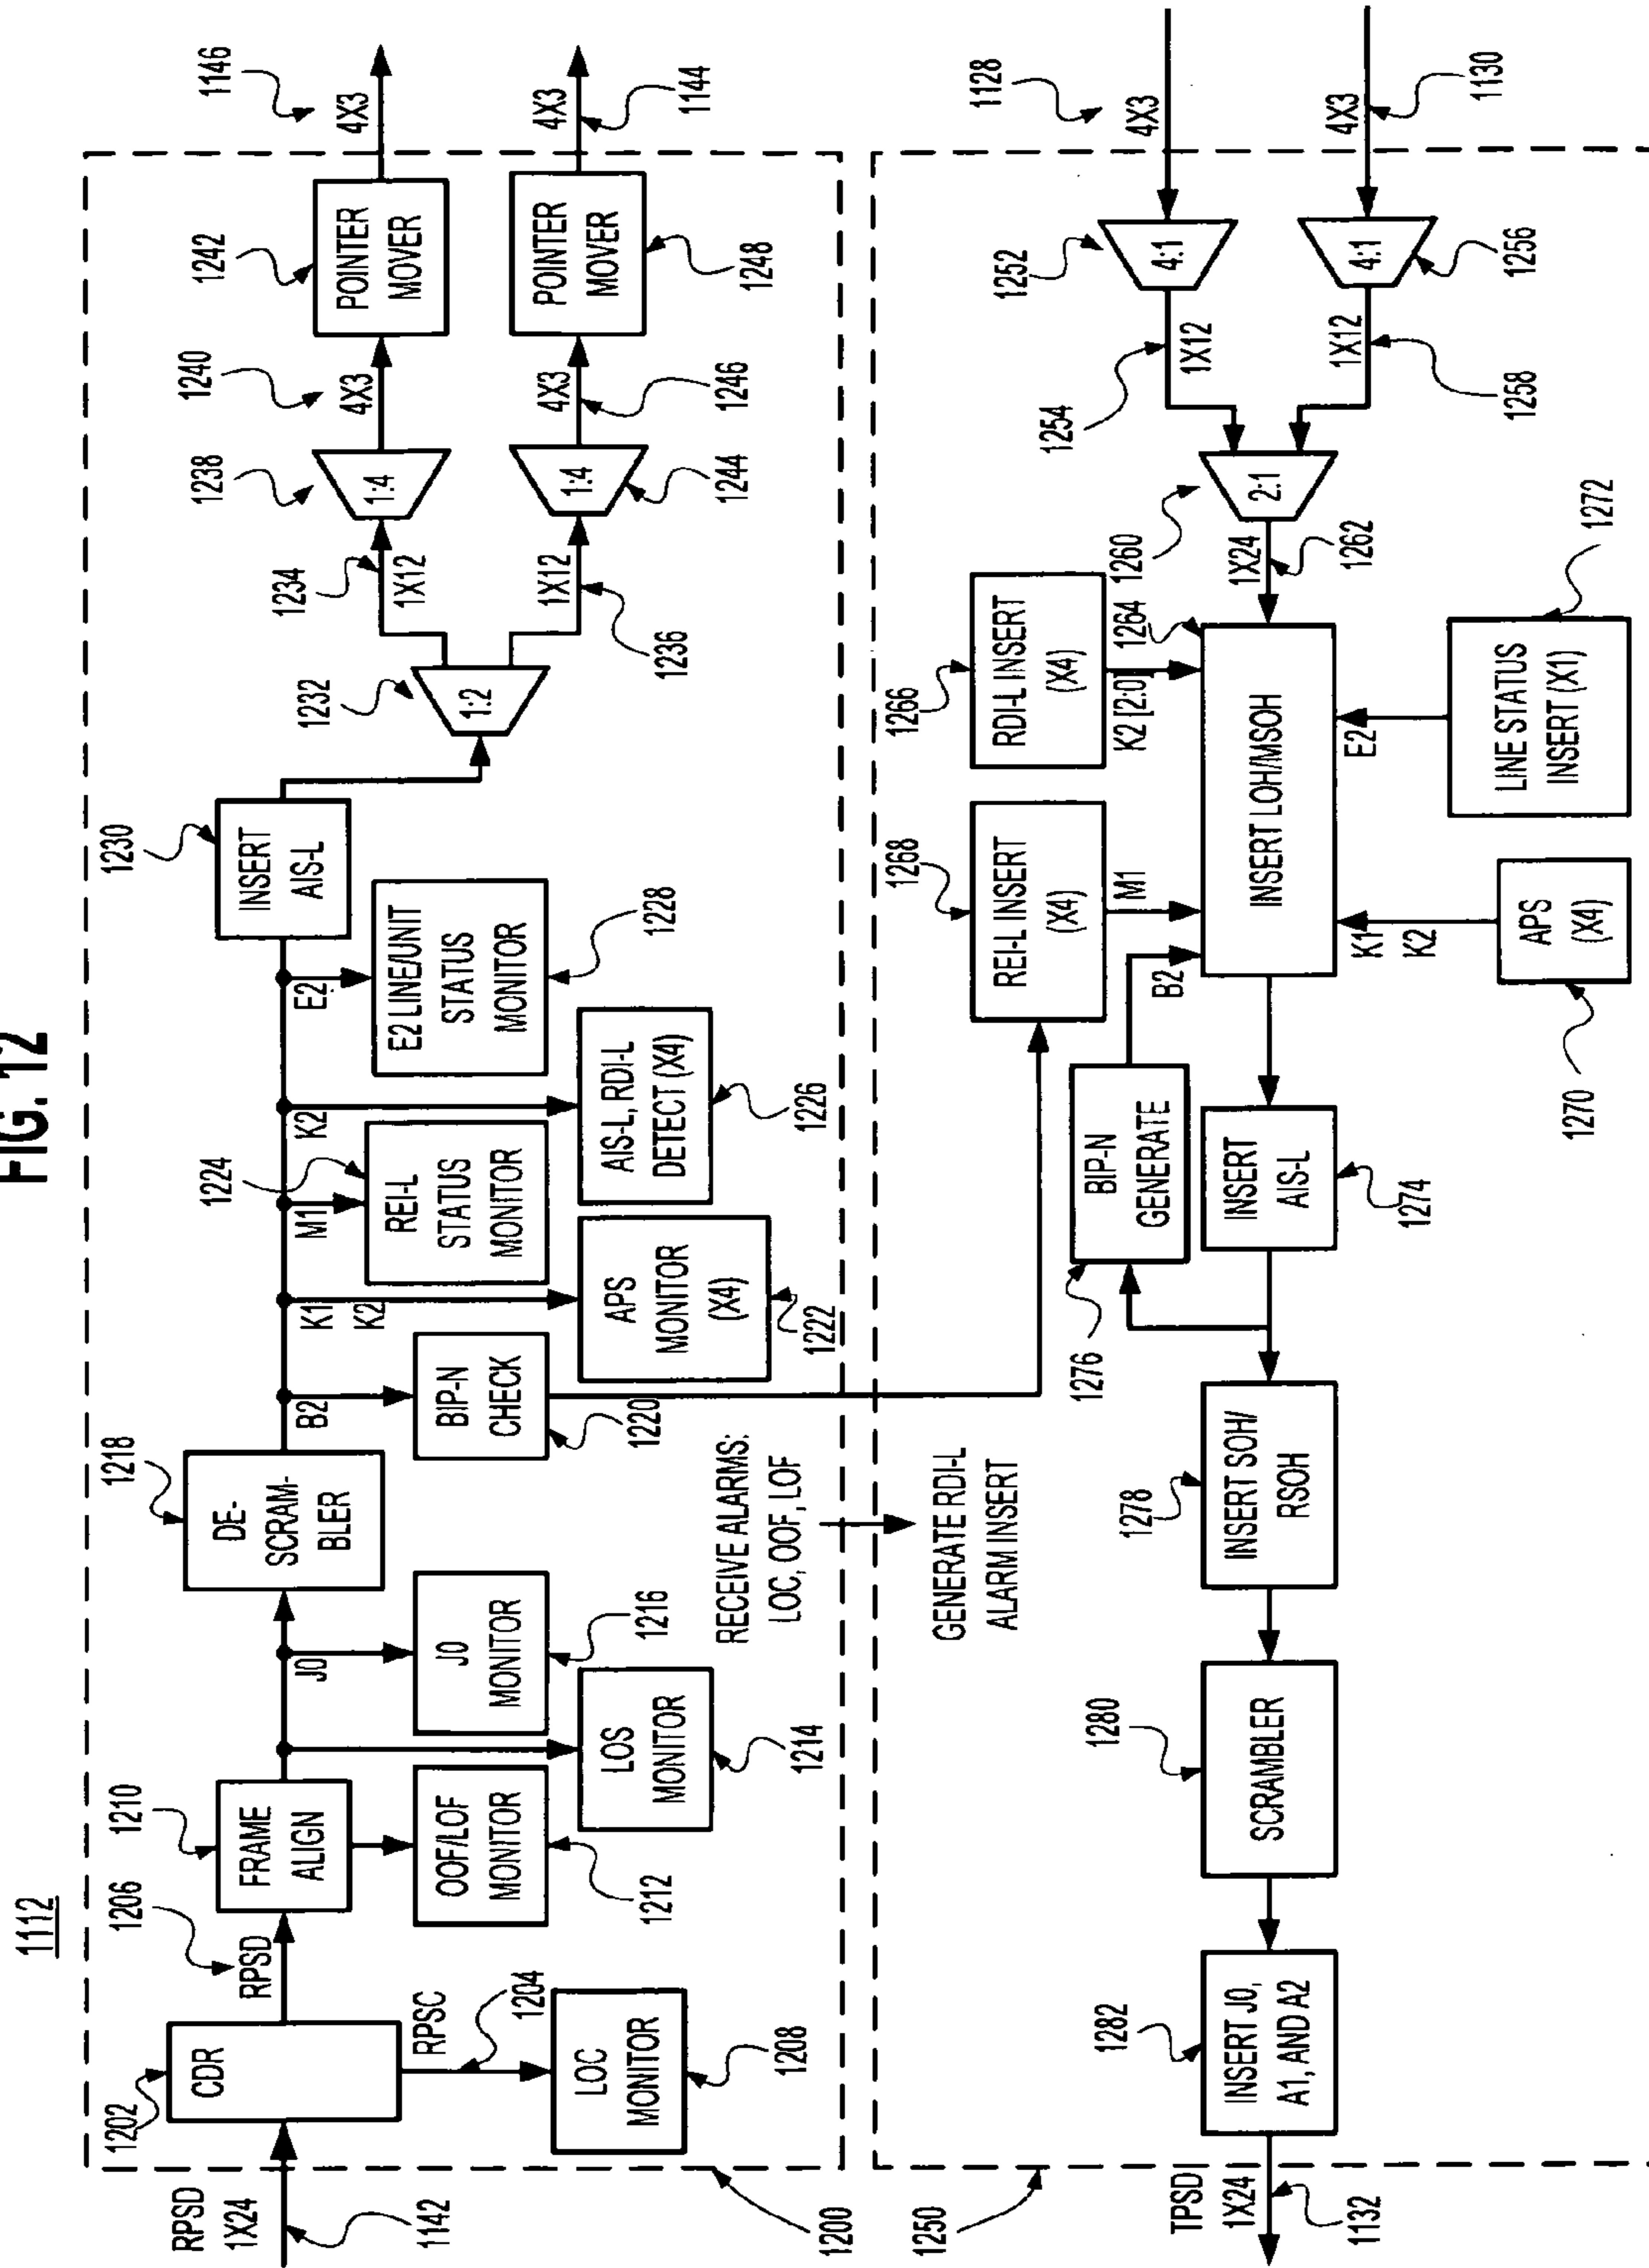 FIG. 12
1112
RPSD
1X24
1142
1202
CDR
RPSC
1204
LOC
MONITOR
1208
RPSD
1206
1210
FRAME
ALIGN
OOF/LOF
MONITOR
1212
LOS
MONITOR
1214
J0
J0
MONITOR
1216
1218
DE-
SCRAM-
BLER
B2
BIP-N
CHECK
1220
K1
K2
APS
MONITOR
(X4)
1222
M1
1224
REI-L
STATUS
MONITOR
K2
AIS-L, RDI-L
DETECT (X4)
1226
E2
E2 LINE/UNIT
STATUS
MONITOR
1228
1230
INSERT
AIS-L
1232
1:2
1234
1X12
1X12
1236
1238
1:4
1:4
1244
1240
4X3
4X3
1246
1242
POINTER
MOVER
POINTER
MOVER
1248
1146
4X3
4X3
1144
1200
RECEIVE ALARMS:
LOC, OOF, LOF
GENERATE RDI-L
ALARM INSERT
1250
TPSD
1X24
1132
1282
INSERT J0,
A1, AND A2
1280
SCRAMBLER
1278
INSERT SOH/
RSOH
1276
BIP-N
GENERATE
INSERT
AIS-L
1274
B2
1268
REI-L INSERT
(X4)
M1
1266
RDI-L INSERT
(X4)
K2 [2:0]
1264
INSERT LOH/MSOH
K1
K2
APS
(X4)
1270
E2
LINE STATUS
INSERT (X1)
1272
1260
2:1
1X24
1262
1254
1X12
1X12
1258
1252
4:1
4:1
1256
1128
4X3
4X3
1130